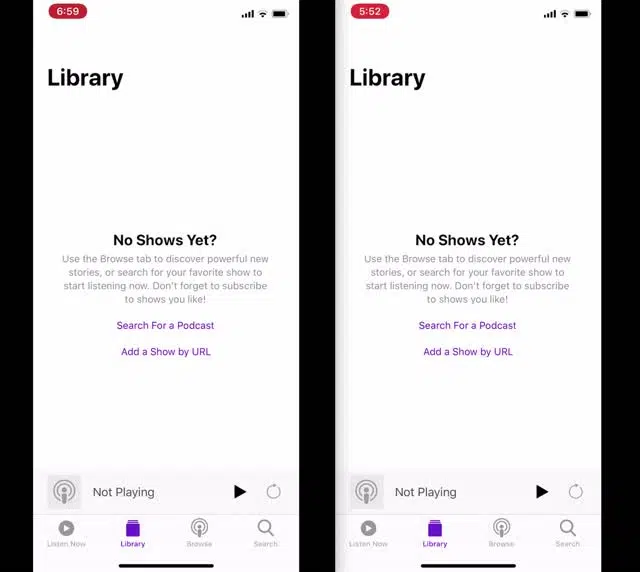 6:59
Library
No Shows Yet?
Use the Browse tab to discover powerful new
stories, or search for your favorite show to
start listening now. Don't forget to subscribe
to shows you like!
Search For a Podcast
Add a Show by URL
Not Playing
Listen Now
Library
Browse
Search
5:52
Library
No Shows Yet?
Use the Browse tab to discover powerful new
stories, or search for your favorite show to
start listening now. Don't forget to subscribe
to shows you like!
Search For a Podcast
Add a Show by URL
Not Playing
Listen Now
Library
Browse
Search